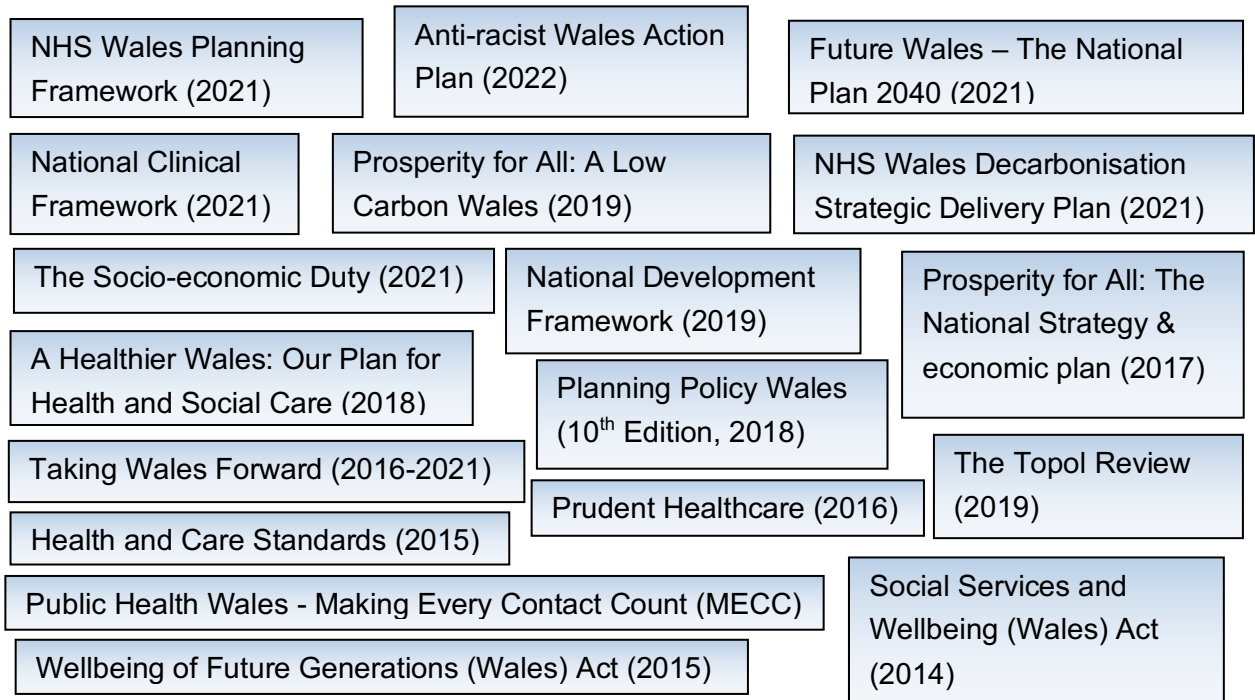 NHS Wales Planning
Framework (2021)
Anti-racist Wales Action
Plan (2022)
Future Wales – The National
Plan 2040 (2021)
National Clinical
Framework (2021)
Prosperity for All: A Low
Carbon Wales (2019)
NHS Wales Decarbonisation
Strategic Delivery Plan (2021)
The Socio-economic Duty (2021)
National Development
Framework (2019)
Prosperity for All: The
National Strategy &
economic plan (2017)
A Healthier Wales: Our Plan for
Health and Social Care (2018)
Planning Policy Wales
(10th Edition, 2018)
Taking Wales Forward (2016-2021)
The Topol Review
(2019)
Prudent Healthcare (2016)
Health and Care Standards (2015)
Public Health Wales - Making Every Contact Count (MECC)
Social Services and
Wellbeing (Wales) Act
(2014)
Wellbeing of Future Generations (Wales) Act (2015)